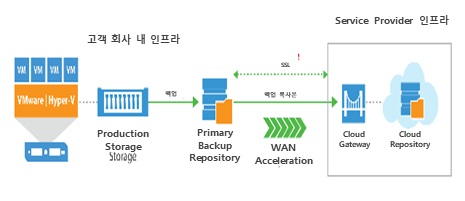 고객 회사 내 인프라
Service Provider 인프라
VM VM VM VM
VMware | Hyper-V
SSL
!
백업
백업 복사본
Production
Storage
Storage
Primary
Backup
Repository
WAN
Acceleration
Cloud
Gateway
Cloud
Repository